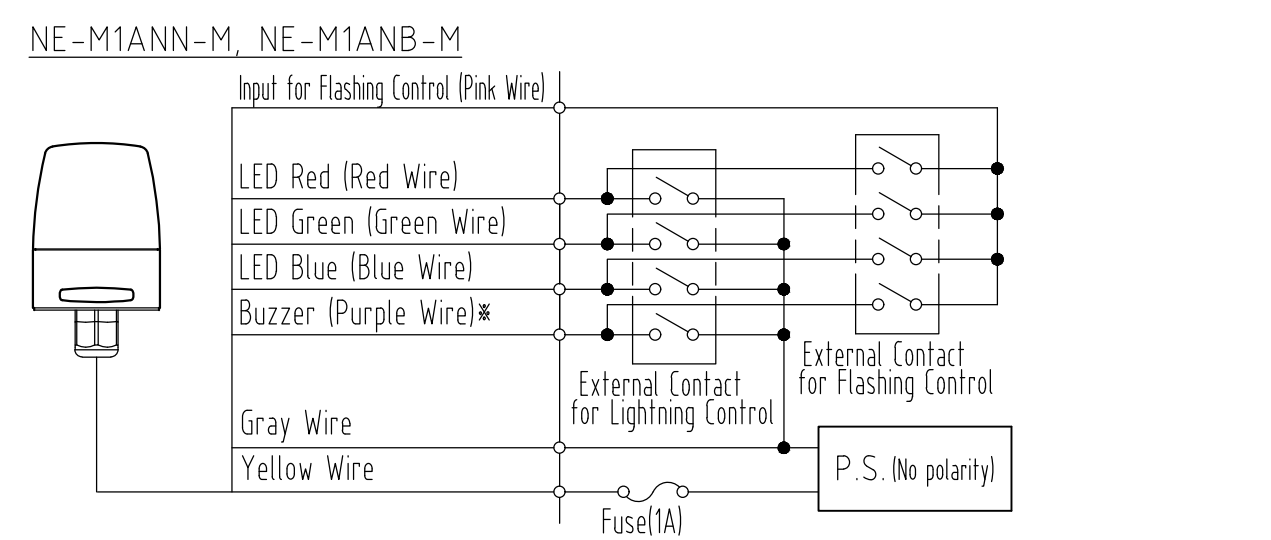 NE-M1ANN-M, NE-M1ANB-M
Input for Flashing Control (Pink Wire)
LED Red (Red Wire)
LED Green (Green Wire)
LED Blue (Blue Wire)
Buzzer (Purple Wire)※
External Contact
for Flashing Control
External Contact
for Lightning Control
Gray Wire
Yellow Wire
P.S. (No polarity)
Fuse(1A)